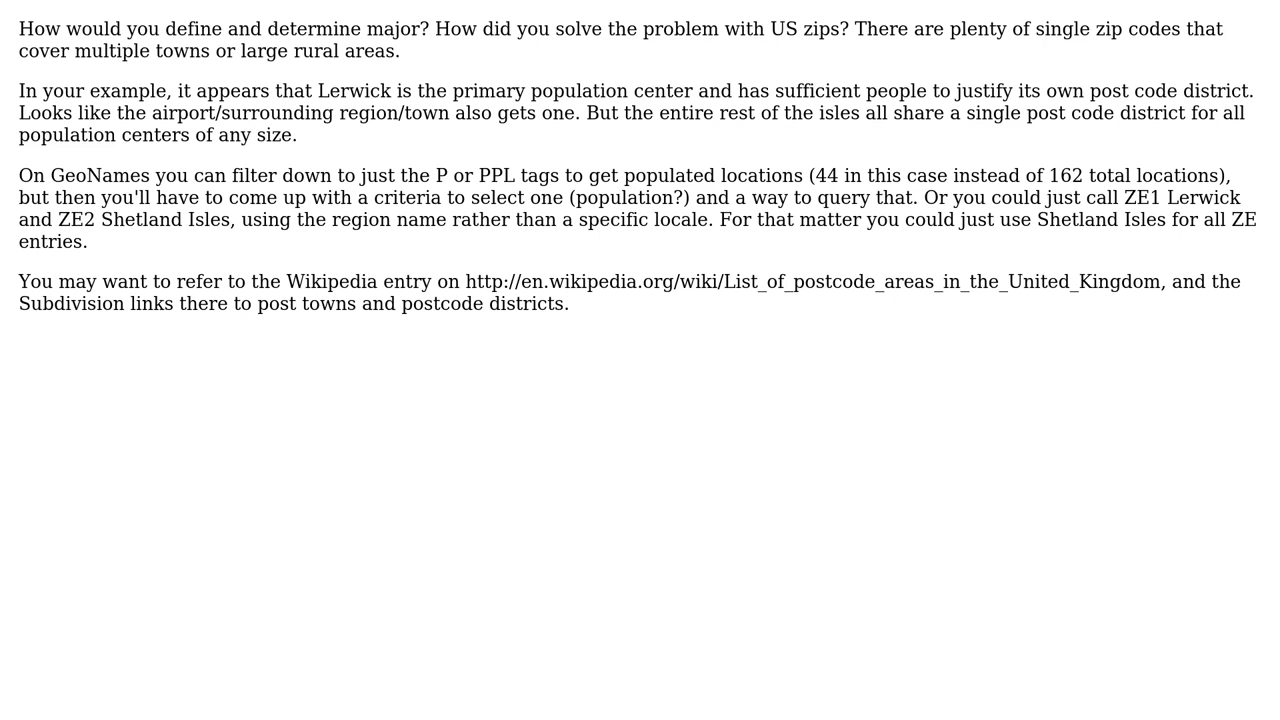 How would you define and determine major? How did you solve the problem with US zips? There are plenty of single zip codes that
cover multiple towns or large rural areas.
In your example, it appears that Lerwick is the primary population center and has sufficient people to justify its own post code district.
Looks like the airport/surrounding region/town also gets one. But the entire rest of the isles all share a single post code district for all
population centers of any size.
On GeoNames you can filter down to just the P or PPL tags to get populated locations (44 in this case instead of 162 total locations),
but then you'll have to come up with a criteria to select one (population?) and a way to query that. Or you could just call ZE1 Lerwick
and ZE2 Shetland Isles, using the region name rather than a specific locale. For that matter you could just use Shetland Isles for all ZE
entries.
You may want to refer to the Wikipedia entry on http://en.wikipedia.org/wiki/List_of_postcode_areas_in_the_United_Kingdom, and the
Subdivision links there to post towns and postcode districts.